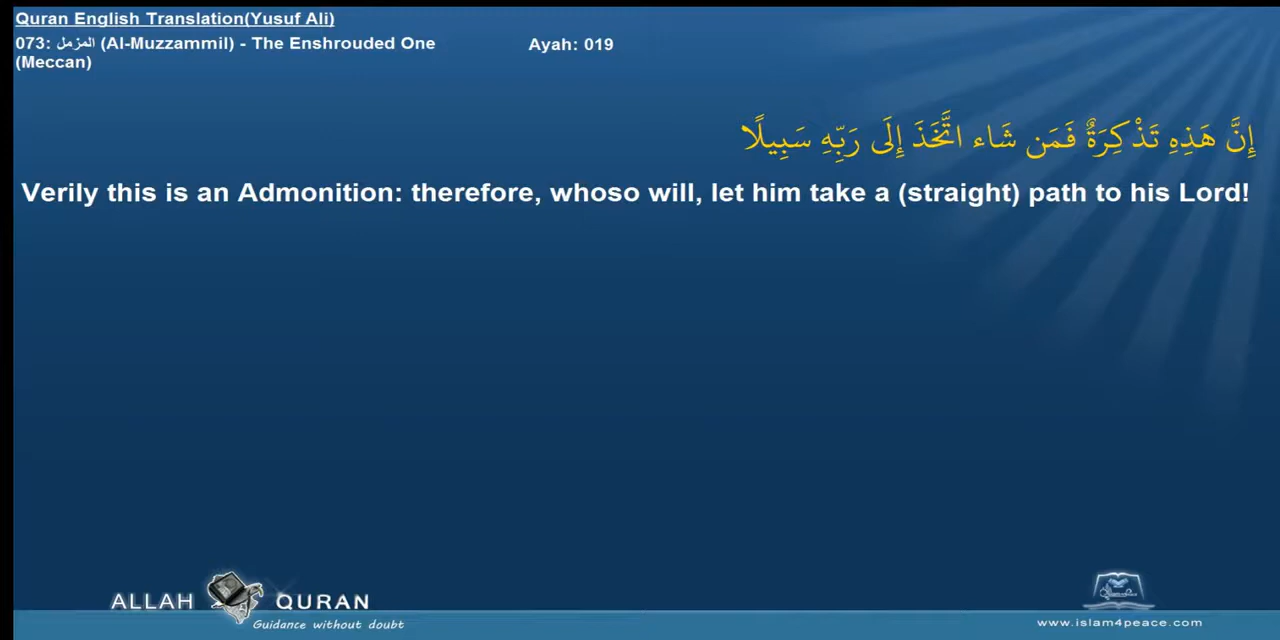 Quran English Translation(Yusuf Ali)
073: المزمل (Al-Muzzammil) - The Enshrouded One Ayah: 019
(Meccan)
إِنَّ هَذِهِ تَذْكِرَةٌ فَمَن شَاء اتَّخَذَ إِلَى رَبِّهِ سَبِيلًا
Verily this is an Admonition: therefore, whoso will, let him take a (straight) path to his Lord!
ALLAH QURAN
Guidance without doubt
www.islam4peace.com